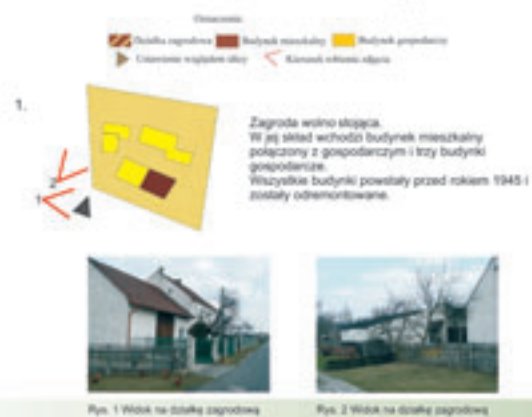 Oznaczenia:
Działka zagrodowa Budynek mieszkalny Budynek gospodarczy
Ustawienie względem ulicy Kierunek robienia zdjęcia
1.
Zagroda wolno stojąca.
W jej skład wchodzi budynek mieszkalny
połączony z gospodarczym i trzy budynki
gospodarcze.
Wszystkie budynki powstały przed rokiem 1945 i
zostały odremontowane.
2
1
Rys. 1 Widok na działkę zagrodową
Rys. 2 Widok na działkę zagrodową